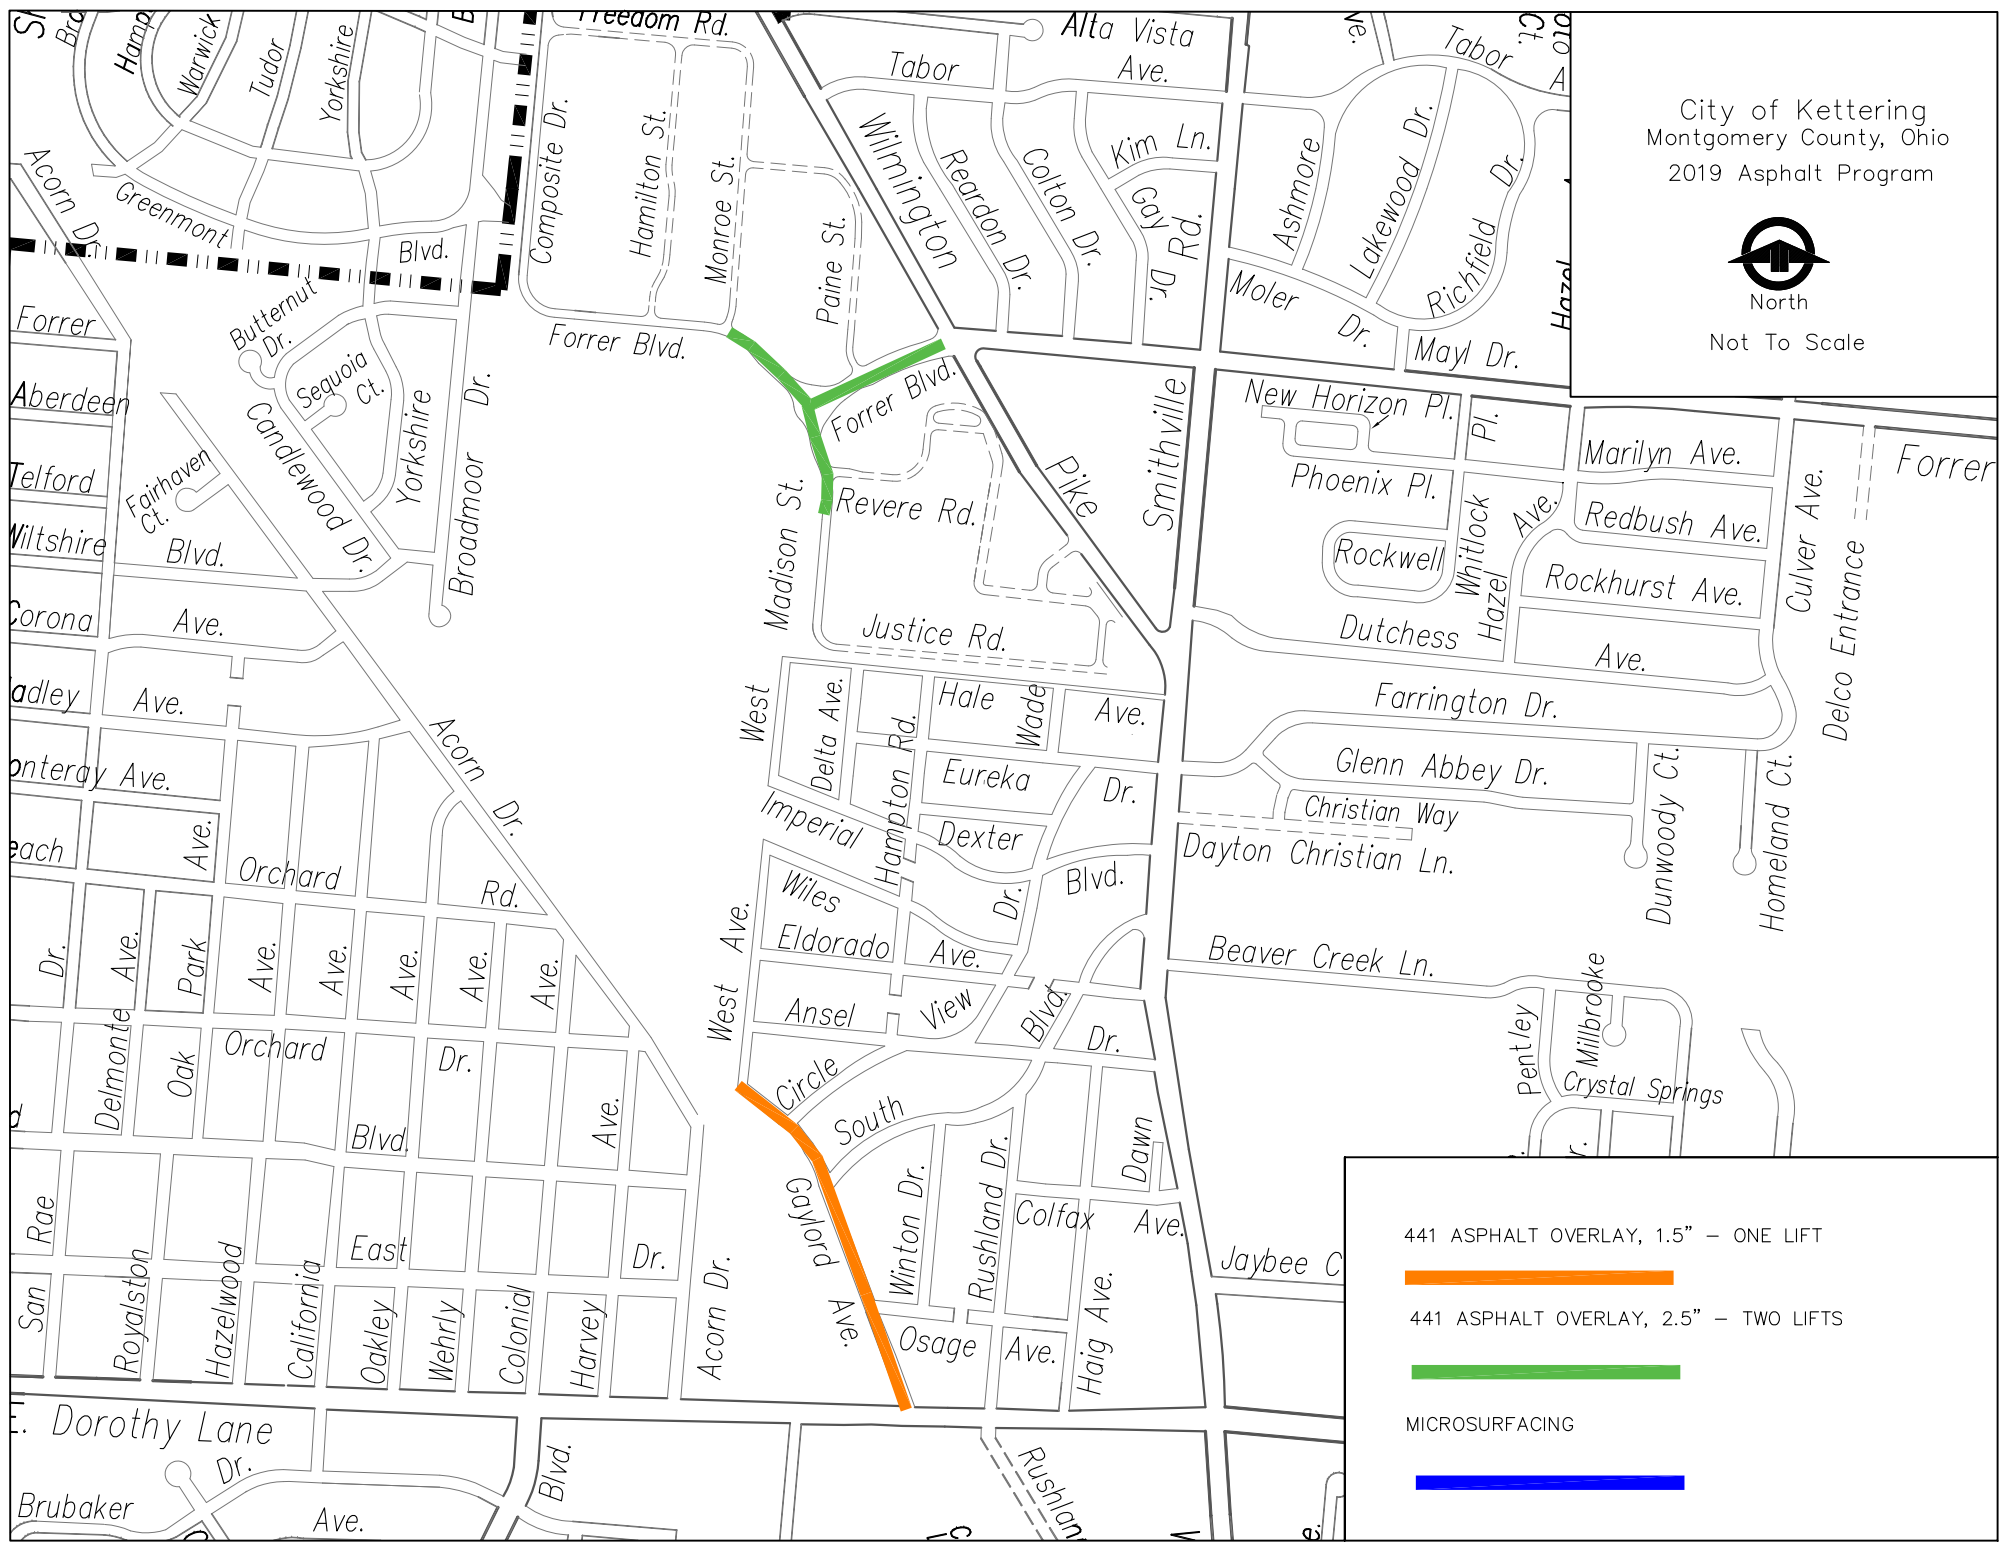 City of Kettering
Montgomery County, Ohio
2019 Asphalt Program
North
Not To Scale
Freedom Rd.
Alta Vista
Tabor
Ave.
Tabor
Warwick
Tudor
Yorkshire
Composite Dr.
Hamilton St.
Monroe St.
Paine St.
Wilmington
Reardon Dr.
Colton Dr.
Kim Ln.
Gay
Dr.
Rd.
Ashmore
Lakewood Dr.
Richfield Dr.
Moler
Dr.
Mayl Dr.
Acorn Dr.
Greenmont
Blvd.
Butternut
Dr.
Sequoia
Ct.
Forrer
Forrer Blvd.
Forrer Blvd.
Aberdeen
Candlewood Dr.
Yorkshire
Broadmoor Dr.
Fairhaven
Ct.
Telford
Wiltshire
Blvd.
Corona
Ave.
Madison St.
Revere Rd.
Justice Rd.
Pike
Smithville
New Horizon Pl.
Pl.
Phoenix Pl.
Rockwell
Whitlock
Hazel
Ave.
Marilyn Ave.
Redbush Ave.
Rockhurst Ave.
Culver Ave.
Delco Entrance
Forrer
Hazel
Dutchess
Ave.
Farrington Dr.
Glenn Abbey Dr.
Christian Way
Dayton Christian Ln.
Dunwoody Ct.
Homeland Ct.
Ave.
onteray Ave.
Acorn
Dr.
Ave.
Orchard
Rd.
West
Delta Ave.
Hampton Rd.
Hale
Wade
Ave.
Eureka
Dr.
Imperial
Dexter
Dr.
Blvd.
Wiles
Eldorado
Ave.
West Ave.
Ansel
View
Blvd.
Dr.
Circle
South
Beaver Creek Ln.
Pentley
Millbrooke
Crystal Springs
Dr.
Delmonte Ave.
Oak Park
Ave.
Ave.
Ave.
Ave.
Ave.
Orchard
Dr.
Ave.
Blvd.
San Rae
Royalston
Hazelwood
California
East
Dr.
Oakley
Wehrly
Colonial
Harvey
Acorn Dr.
Gaylord
Ave.
Winton Dr.
Rushland Dr.
Dawn
Colfax
Ave.
Osage
Ave.
Haig Ave.
Jaybee C
E. Dorothy Lane
Dr.
Brubaker
Ave.
Blvd.
Rushlan
441 ASPHALT OVERLAY, 1.5” – ONE LIFT
441 ASPHALT OVERLAY, 2.5” – TWO LIFTS
MICROSURFACING